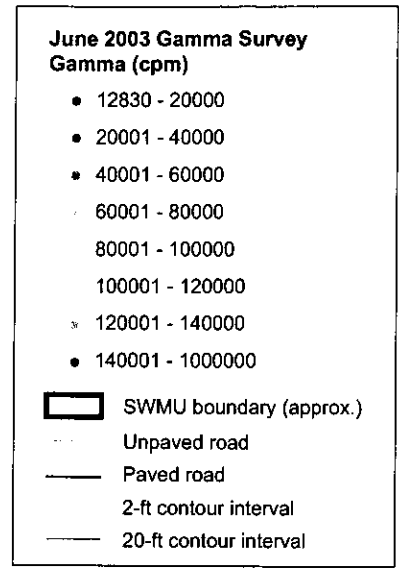 June 2003 Gamma Survey
Gamma (cpm)
12830 - 20000
20001 - 40000
40001 - 60000
60001 - 80000
80001 - 100000
100001 - 120000
120001 - 140000
140001 - 1000000
SWMU boundary (approx.)
Unpaved road
Paved road
2-ft contour interval
20-ft contour interval